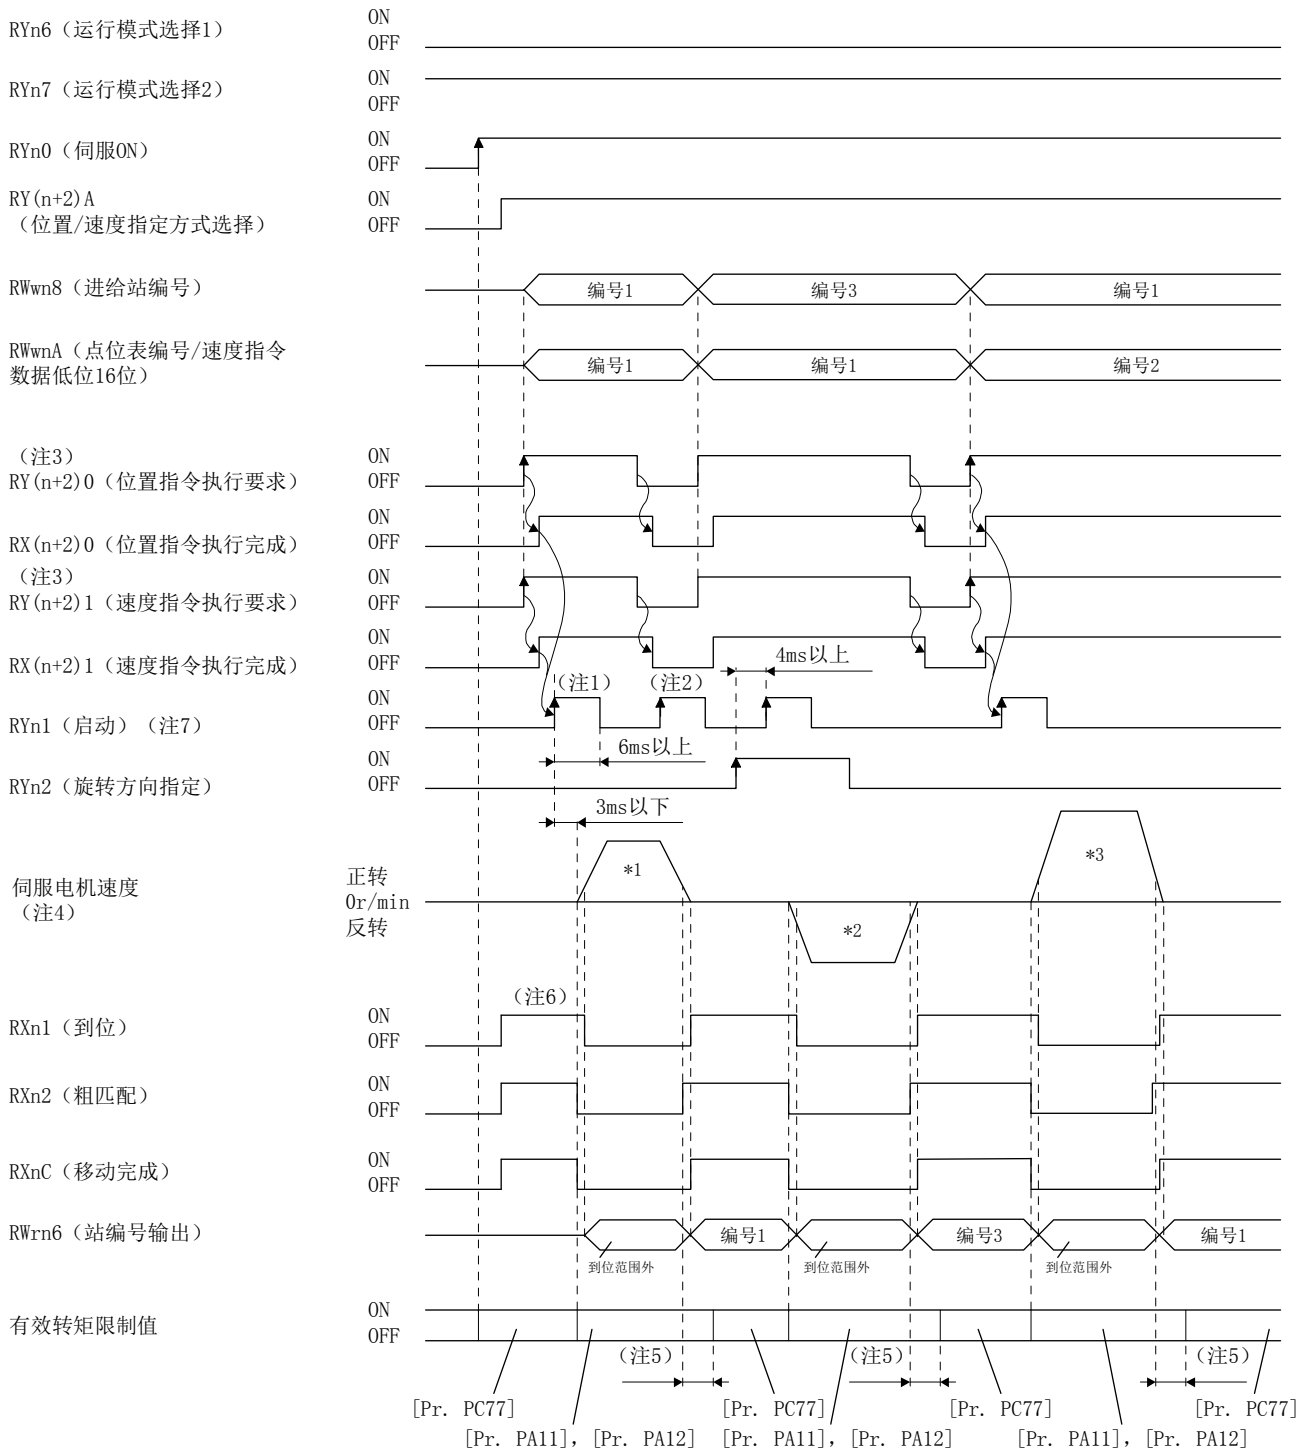 RYn6（运行模式选择1） ON
OFF
RYn7（运行模式选择2） ON
OFF
RYn0（伺服ON） ON
OFF
RY(n+2)A ON
（位置/速度指定方式选择） OFF
RWwn8（进给站编号） 编号1 编号3 编号1
RWwnA（点位表编号/速度指令
数据低位16位） 编号1 编号1 编号2
（注3） ON
RY(n+2)0（位置指令执行要求） OFF
ON
RX(n+2)0（位置指令执行完成） OFF
（注3） ON
RY(n+2)1（速度指令执行要求） OFF
ON
RX(n+2)1（速度指令执行完成） OFF
4ms以上
（注1） （注2）
ON
RYn1（启动）（注7） OFF
6ms以上
ON
RYn2（旋转方向指定） OFF
3ms以下
伺服电机速度
（注4）
正转
0r/min
反转
*1 *2 *3
（注6）
RXn1（到位） ON
OFF
RXn2（粗匹配） ON
OFF
RXnC（移动完成） ON
OFF
RWrn6（站编号输出） 编号1 编号3 编号1
到位范围外 到位范围外 到位范围外
有效转矩限制值 ON
OFF
（注5） （注5） （注5）
[Pr. PC77] [Pr. PC77] [Pr. PC77] [Pr. PC77]
[Pr. PA11], [Pr. PA12] [Pr. PA11], [Pr. PA12] [Pr. PA11], [Pr. PA12]